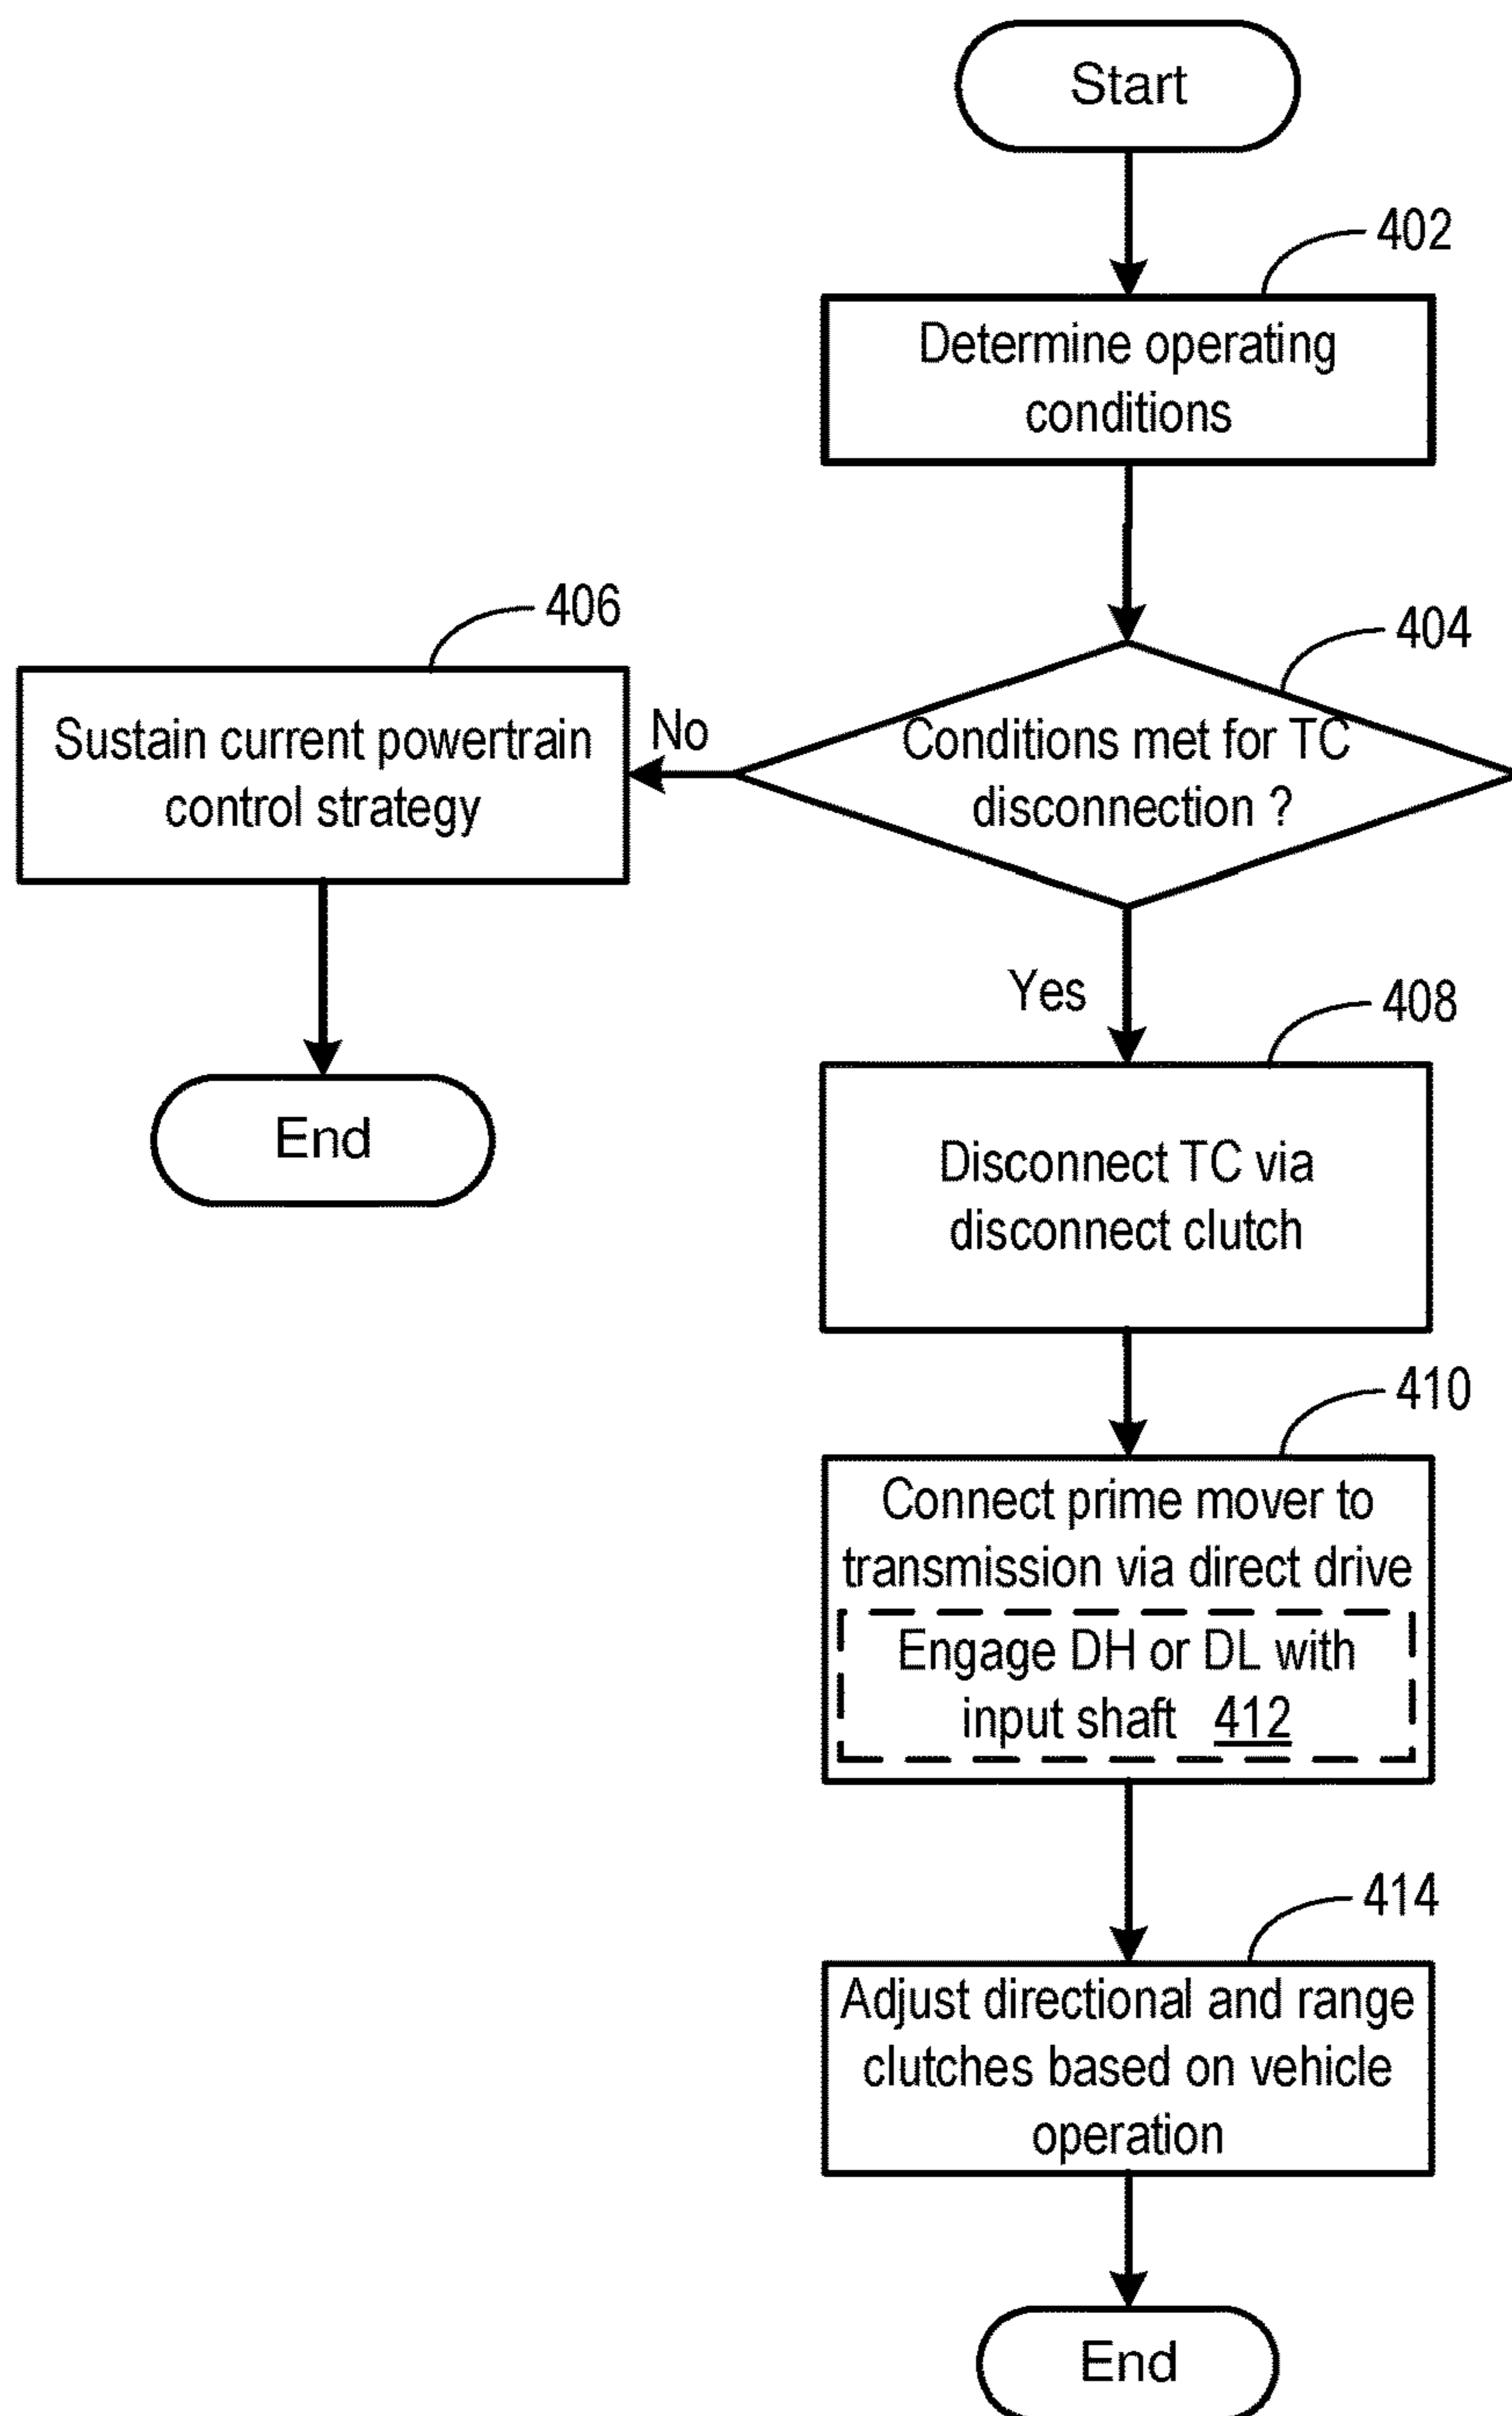 Start
402
Determine operating
conditions
404
Conditions met for TC
disconnection ?
No
406
Sustain current powertrain
control strategy
End
Yes
408
Disconnect TC via
disconnect clutch
410
Connect prime mover to
transmission via direct drive
Engage DH or DL with
input shaft 412
414
Adjust directional and range
clutches based on vehicle
operation
End